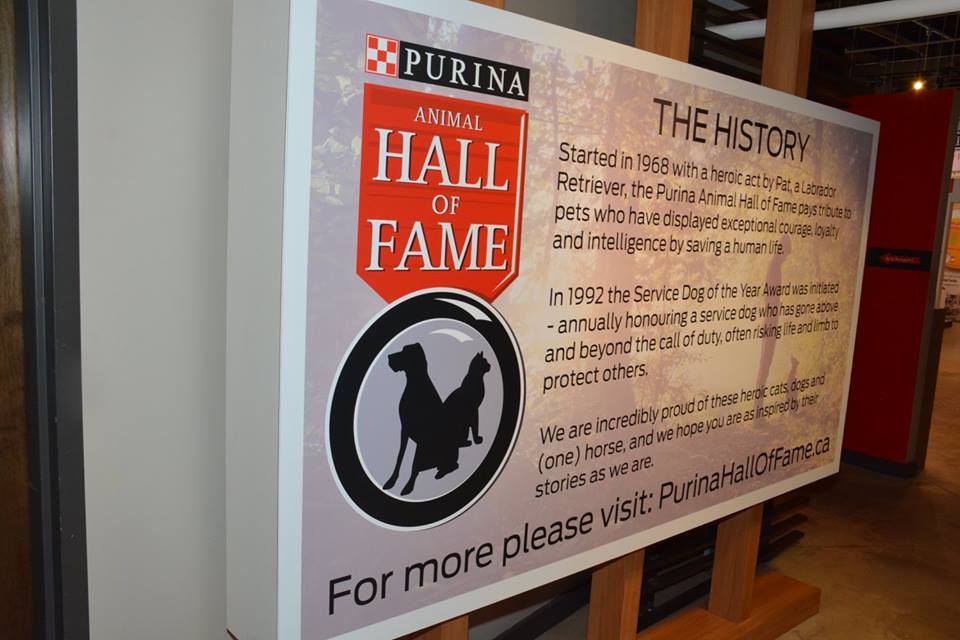 PURINA
ANIMAL
HALL
OF
FAME
THE HISTORY
Started in 1968 with a heroic act by Pat, a Labrador
Retriever, the Purina Animal Hall of Fame pays tribute to
pets who have displayed exceptional courage, loyalty
and intelligence by saving a human life.
In 1992 the Service Dog of the Year Award was initiated
- annually honouring a service dog who has gone above
and beyond the call of duty, often risking life and limb to
protect others.
We are incredibly proud of these heroic cats, dogs and
(one) horse, and we hope you are as inspired by their
stories as we are.
For more please visit: PurinaHallOfFame.ca